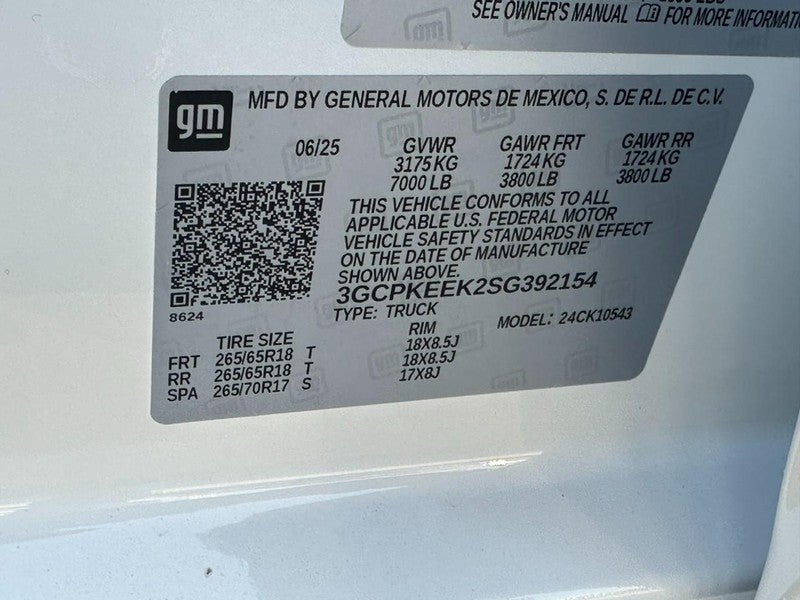 SEE OWNER'S MANUAL FOR MORE INFORMATI
gm
MFD BY GENERAL MOTORS DE MEXICO, S. DE R.L. DE C.V.
06/25 GVWR GAWR FRT GAWR RR
3175 KG 1724 KG 1724 KG
7000 LB 3800 LB 3800 LB
THIS VEHICLE CONFORMS TO ALL
APPLICABLE U.S. FEDERAL MOTOR
VEHICLE SAFETY STANDARDS IN EFFECT
ON THE DATE OF MANUFACTURE
SHOWN ABOVE.
3GCPKEEK2SG392154
8624
TYPE: TRUCK MODEL: 24CK10543
TIRE SIZE RIM
FRT 265/65R18 T 18X8.5J
RR 265/65R18 T 18X8.5J
SPA 265/70R17 S 17X8J